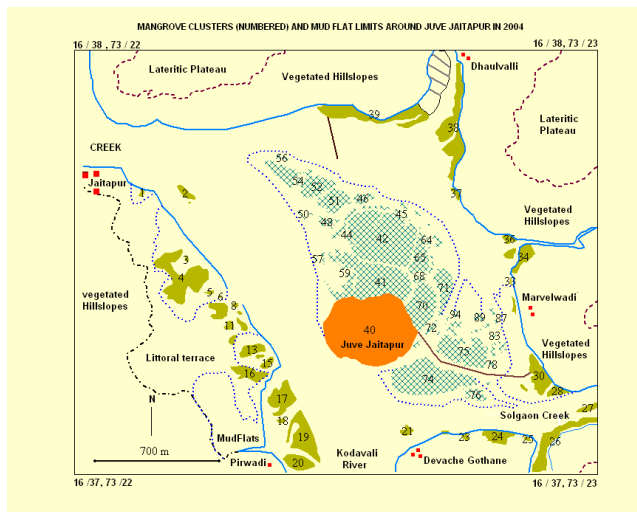 MANGROVE CLUSTERS (NUMBERED) AND MUD FLAT LIMITS AROUND JUVE JAITAPUR IN 2004
16 / 38 , 73 / 22
16 / 38, 73 / 23
Lateritic Plateau
Vegetated Hillslopes
Dhaulvalli
39
38
Lateritic
Plateau
CREEK
56
Jaitapur
1
2
54
52
51
46
37
50
45
48
44
42
64
Vegetated
Hillslopes
36
34
57
65
3
4
59
41
68
33
5
6
71
8
70
94
89
87
Marvelwadi
vegetated
Hillslopes
11
40
72
83
Juve Jaitapur
Vegetated
Hillslopes
Littoral terrace
13
15
75
78
16
74
30
28
76
N
17
18
27
Solgaon Creek
21
19
23
24
25
26
MudFlats
700 m
Kodavali
River
Pirwadi
20
Devache Gothane
16 /37, 73 /22
16 / 37, 73 / 23